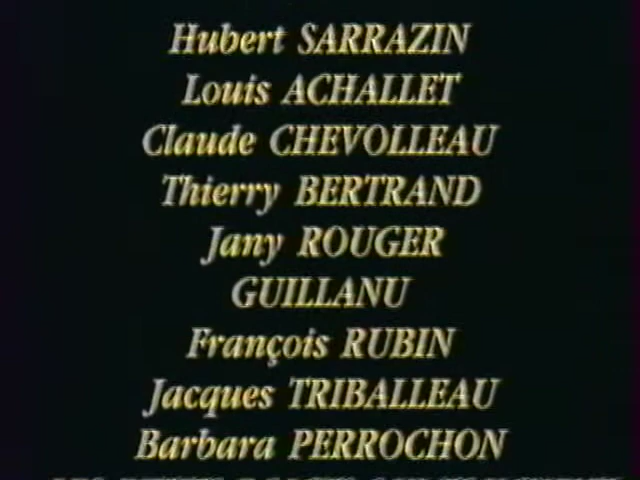 Hubert SARRAZIN
Louis ACHALLET
Claude CHEVOLLEAU
Thierry BERTRAND
Jany ROUGER
GUILLANU
François RUBIN
Jacques TRIBALLEAU
Barbara PERROCHON